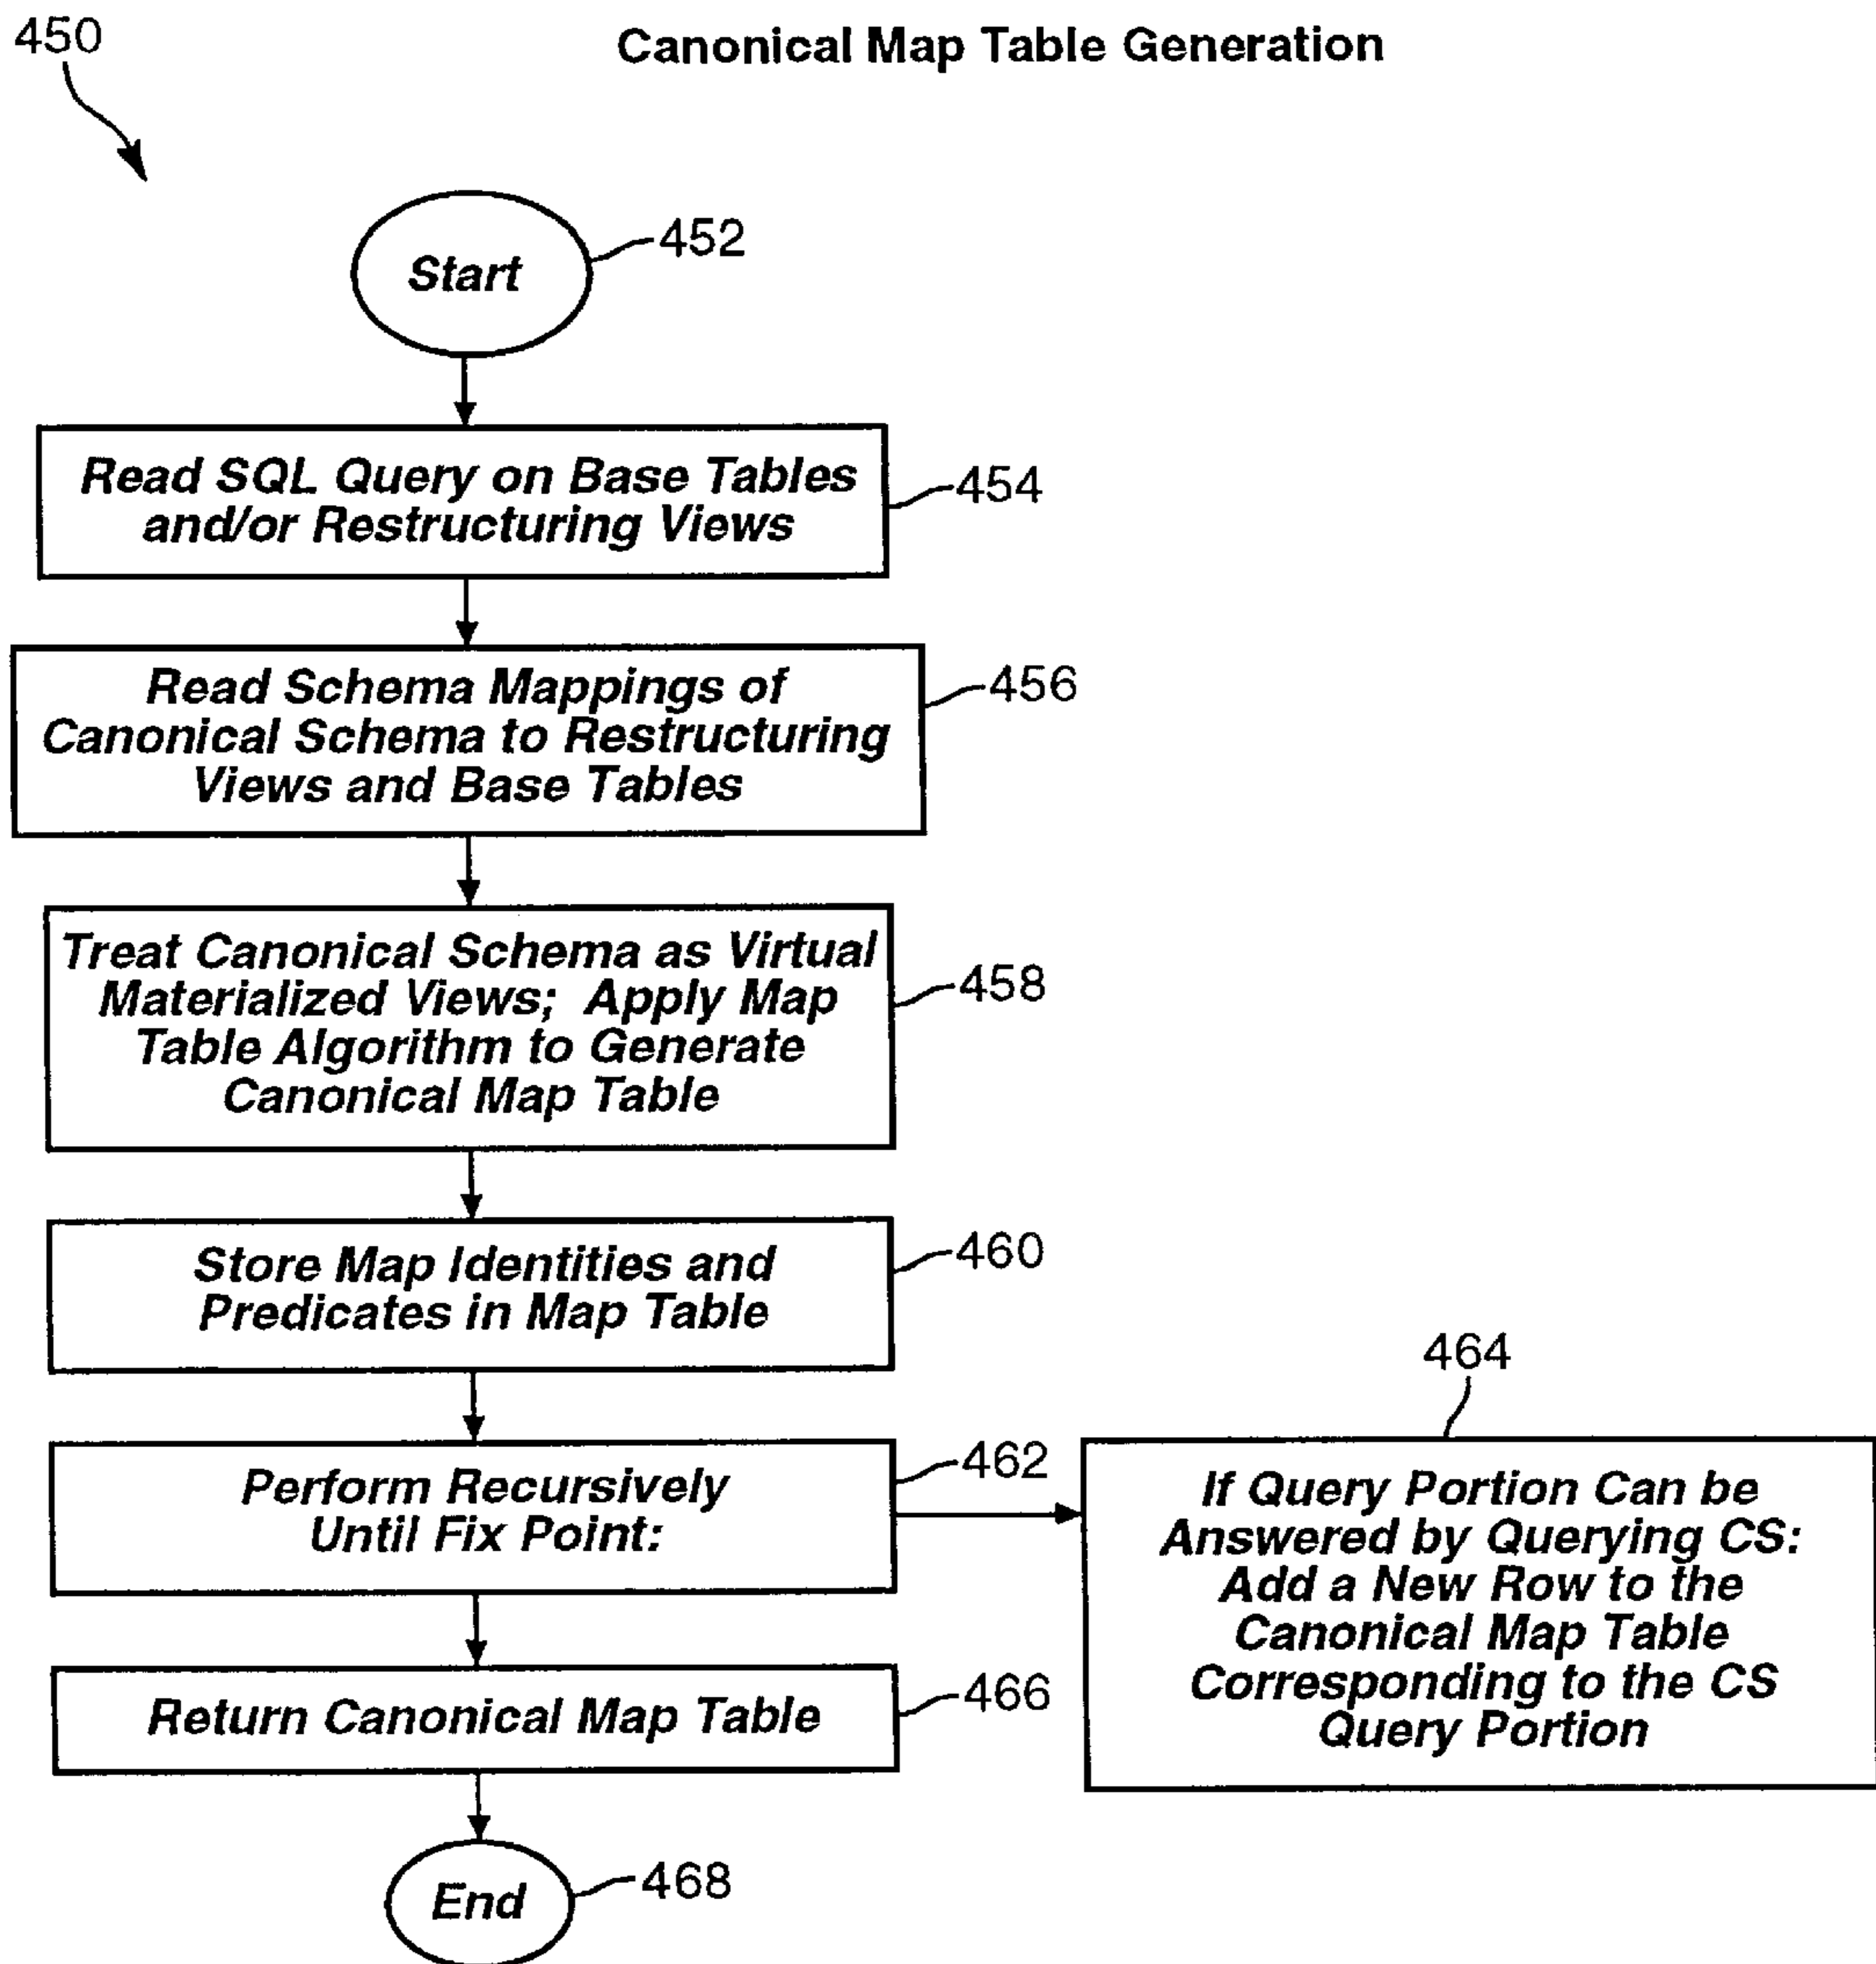 450
Canonical Map Table Generation
Start
452
Read SQL Query on Base Tables
and/or Restructuring Views
454
Read Schema Mappings of
Canonical Schema to Restructuring
Views and Base Tables
456
Treat Canonical Schema as Virtual
Materialized Views; Apply Map
Table Algorithm to Generate
Canonical Map Table
458
Store Map Identities and
Predicates in Map Table
460
Perform Recursively
Until Fix Point:
462
464
If Query Portion Can be
Answered by Querying CS:
Add a New Row to the
Canonical Map Table
Corresponding to the CS
Query Portion
Return Canonical Map Table
466
End
468